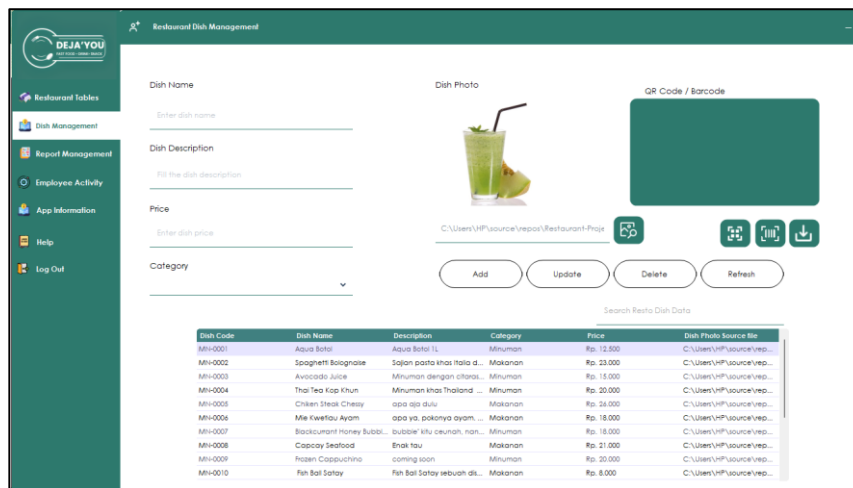 DEJA'YOU
Restaurant Dish Management
Restaurant Tables
Dish Management
Report Management
Employee Activity
App Information
Help
Log Out
Dish Name
Enter dish name
Dish Description
Fill the dish description
Price
Enter dish price
Category
Dish Photo
C:\Users\HP\source\repos\Restaurant-Proje
QR Code / Barcode
Add Update Delete Refresh
Search Resto Dish Data
Dish Code Dish Name Description Category Price Dish Photo Source file
MN-0001 Aqua Botol Aqua Botol 1L Minuman Rp. 12.500 C:\Users\HP\source\rep...
MN-0002 Spaghetti Bolognaise Sajian pasta khas Italia d... Makanan Rp. 23.000 C:\Users\HP\source\rep...
MN-0003 Avocado Juice Minuman dengan citaras... Minuman Rp. 15.000 C:\Users\HP\source\rep...
MN-0004 Thai Tea Kop Khun Minuman khas Thailand ... Minuman Rp. 20.000 C:\Users\HP\source\rep...
MN-0005 Chiken Steak Chessy apa aja dulu Makanan Rp. 26.000 C:\Users\HP\source\rep...
MN-0006 Mie Kwetiau Ayam apa ya, pokonya ayam, ... Makanan Rp. 18.000 C:\Users\HP\source\rep...
MN-0007 Blackcurrant Honey Bubbl... bubble' kitu ceunah, nan... Minuman Rp. 18.000 C:\Users\HP\source\rep...
MN-0008 Capcay Seafood Enak tau Makanan Rp. 21.000 C:\Users\HP\source\rep...
MN-0009 Frozen Cappuchino coming soon Minuman Rp. 20.000 C:\Users\HP\source\rep...
MN-0010 Fish Ball Satay Fish Ball Satay sebuah dis... Makanan Rp. 8.000 C:\Users\HP\source\rep...